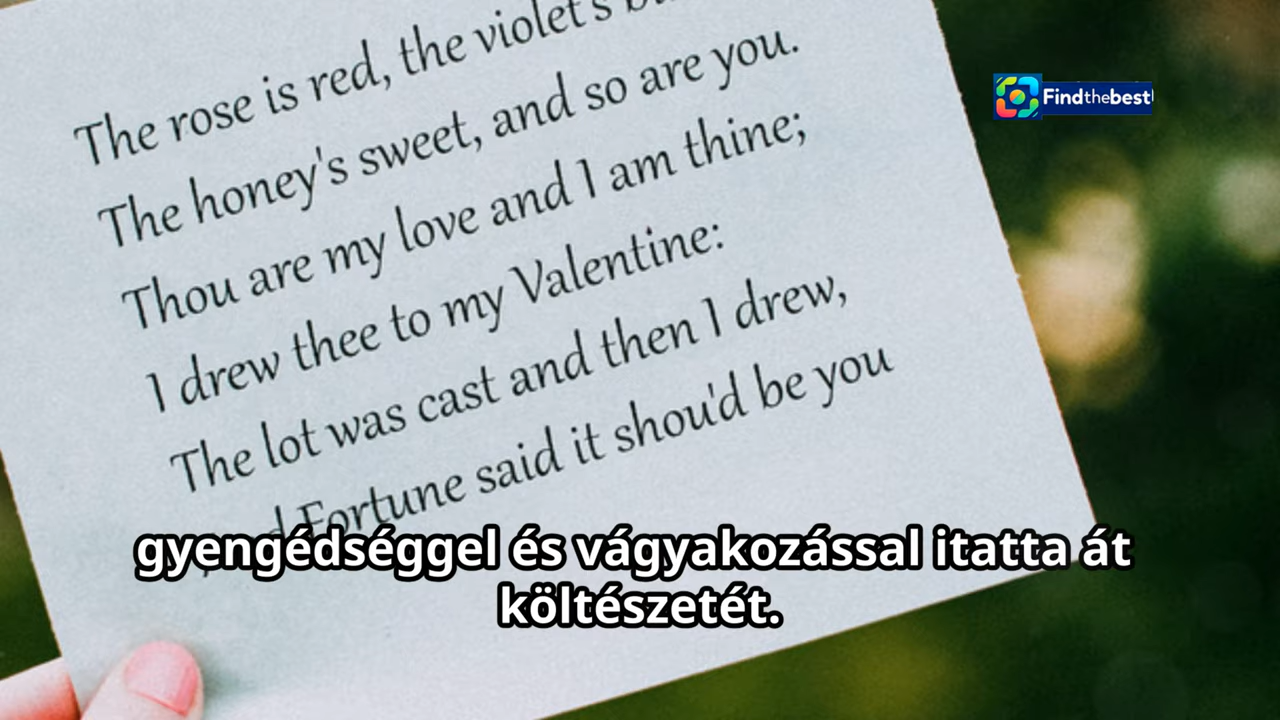 The rose is red, the violet's
The honey's sweet, and so are you.
Thou are my love and I am thine;
I drew thee to my Valentine:
The lot was cast and then I drew,
Fortune said it shou'd be you
Findthebest
gyengédséggel és vágyakozással itatta át
költészetét.